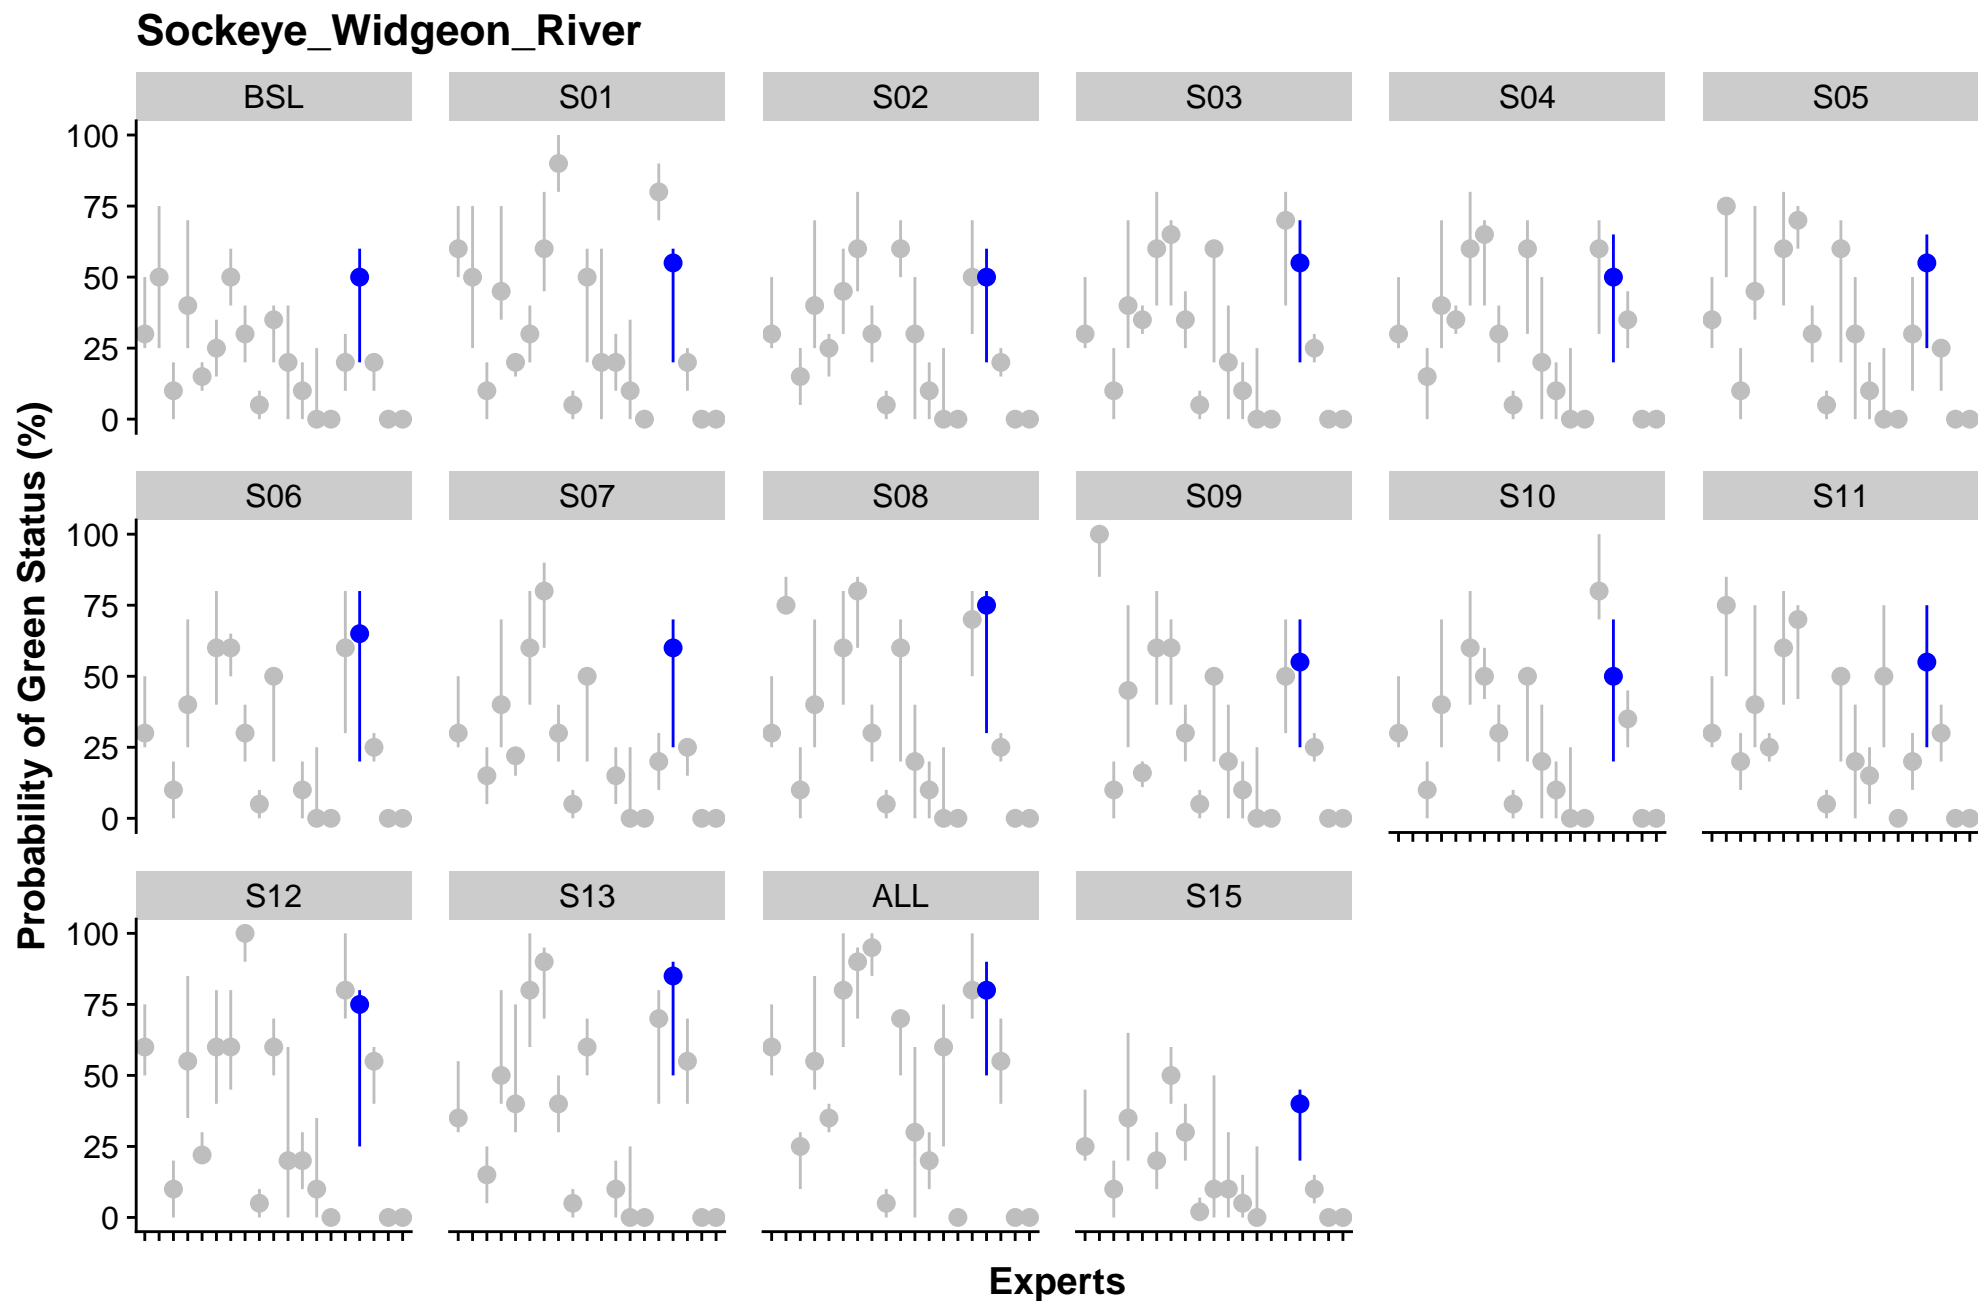 Sockeye_Widgeon_River
BSL S01 S02 S03 S04 S05
100
75
50
25
0
S06 S07 S08 S09 S10 S11
100
75
50
25
0
S12 S13 ALL S15
100
75
50
25
0
Probability of Green Status (%)
Experts